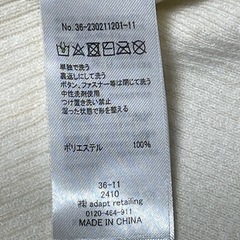 No. 36-230211201-11
単独で洗う
裏返しにして洗う
ボタン、ファスナー等は閉じて洗う
中性洗剤使用
つけ置き洗い禁止
湿った状態で形を整える
ポリエステル 100%
36-11
2410
㈱ adapt retailing
0120-464-911
MADE IN CHINA